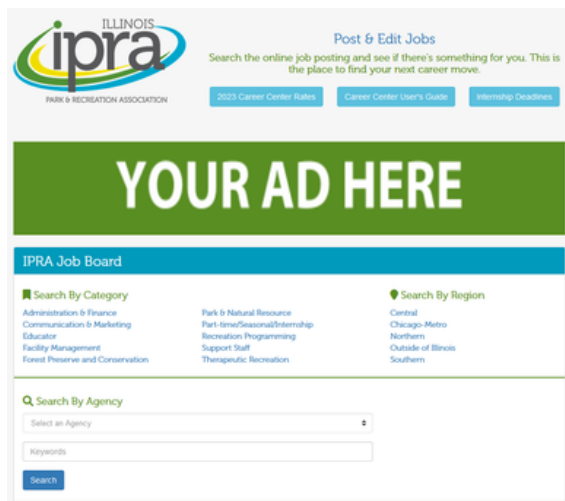 ILLINOIS
ipra
PARK & RECREATION ASSOCIATION
Post & Edit Jobs
Search the online job posting and see if there's something for you. This is
the place to find your next career move.
2023 Career Center Rates
Career Center User's Guide
Internship Deadlines
YOUR AD HERE
IPRA Job Board
Search By Category
Administration & Finance
Communication & Marketing
Educator
Facility Management
Forest Preserve and Conservation
Park & Natural Resource
Part-time/Seasonal/Internship
Recreation Programming
Support Staff
Therapeutic Recreation
Search By Region
Central
Chicago-Metro
Northern
Outside of Illinois
Southern
Search By Agency
Select an Agency
Keywords
Search